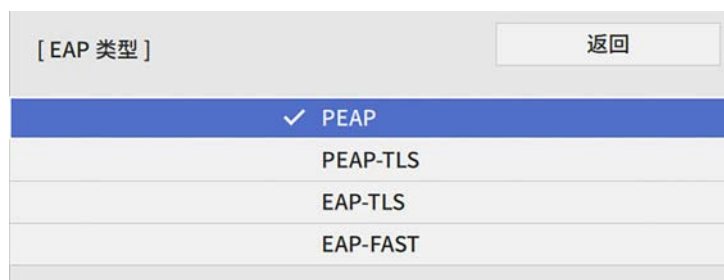 [ EAP 类型 ]
返回
PEAP
PEAP-TLS
EAP-TLS
EAP-FAST